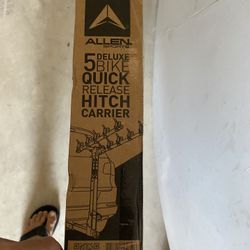 ALLEN
SPORTS
5 DELUXE
BIKE
QUICK
RELEASE
HITCH
CARRIER